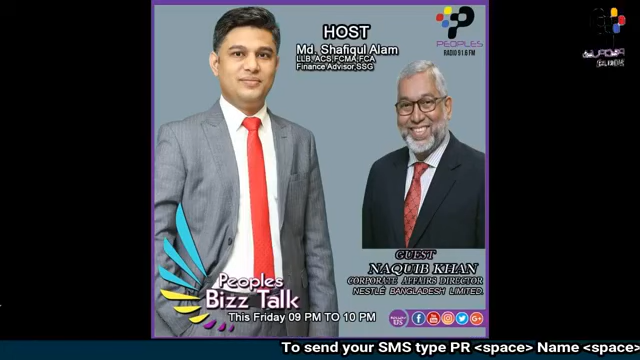 HOST
Md. Shafiqul Alam
LLB, ACS, FCMA, FCA
Finance Advisor, SSG
PEOPLES
RADIO 91.6 FM
GUEST
NAQUIB KHAN
CORPORATE AFFAIRS DIRECTOR
NESTLÉ BANGLADESH LIMITED.
Peoples
Bizz Talk
This Friday 09 PM TO 10 PM
To send your SMS type PR <space> Name <space>